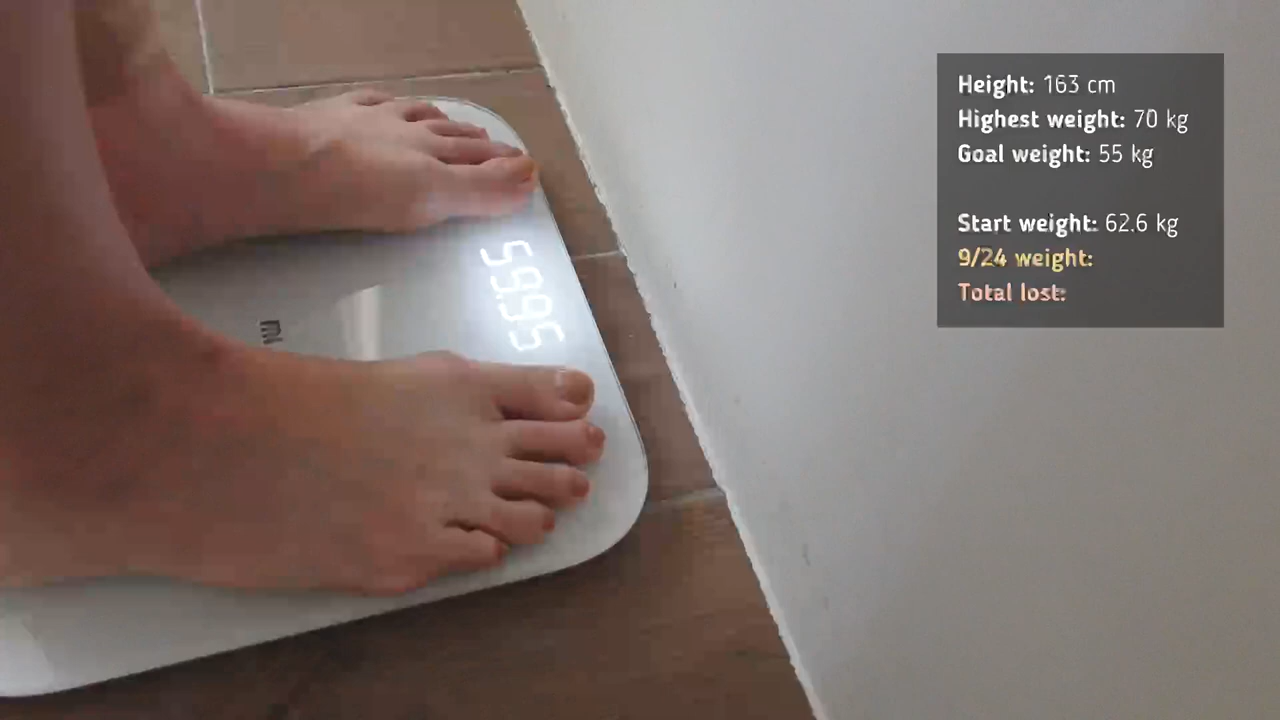 Height: 163 cm
Highest weight: 70 kg
Goal weight: 55 kg
Start weight: 62.6 kg
9/24 weight:
Total lost:
59.95
mi